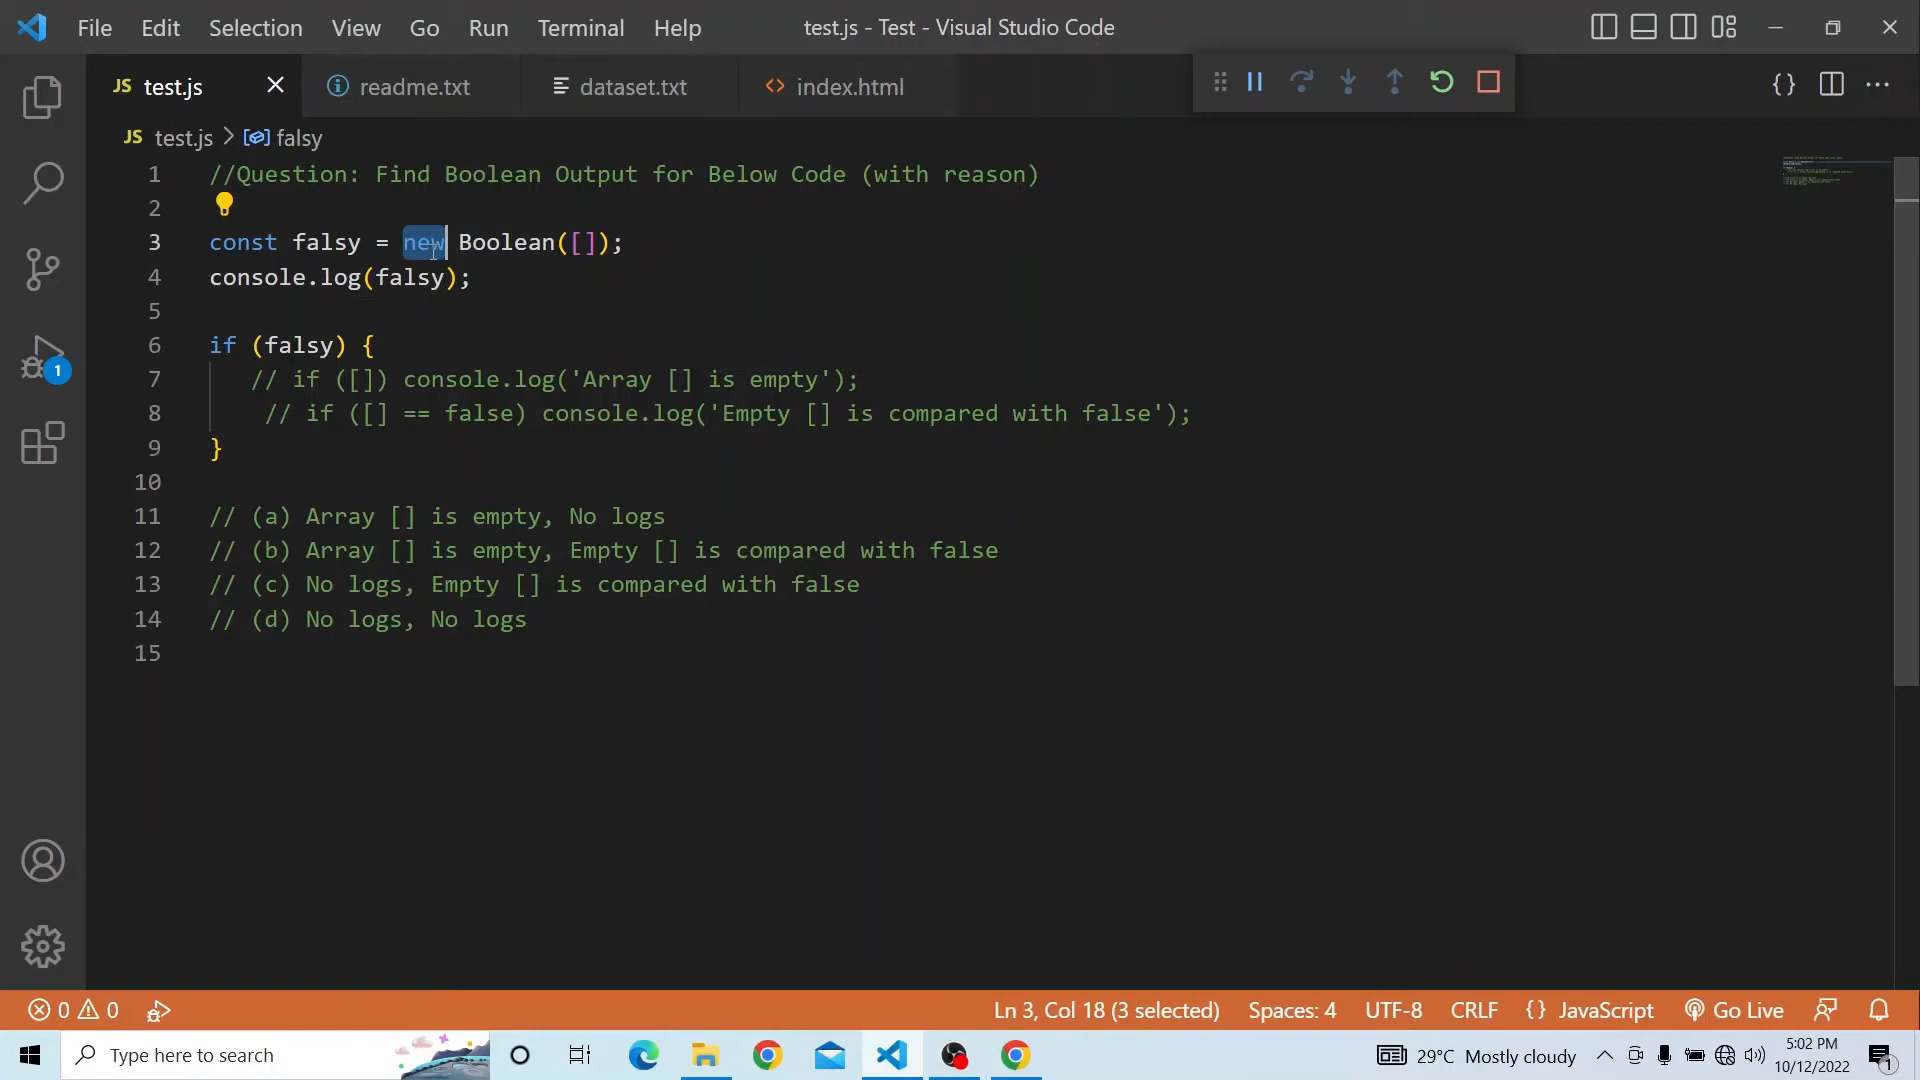 File Edit Selection View Go Run Terminal Help test.js - Test - Visual Studio Code
JS test.js readme.txt dataset.txt index.html
JS test.js > falsy
1 //Question: Find Boolean Output for Below Code (with reason)
2
3 const falsy = new Boolean([]);
4 console.log(falsy);
5
6 if (falsy) {
7 // if ([]) console.log('Array [] is empty');
8 // if ([] == false) console.log('Empty [] is compared with false');
9 }
10
11 // (a) Array [] is empty, No logs
12 // (b) Array [] is empty, Empty [] is compared with false
13 // (c) No logs, Empty [] is compared with false
14 // (d) No logs, No logs
15
1
0 0 Ln 3, Col 18 (3 selected) Spaces: 4 UTF-8 CRLF {} JavaScript Go Live
Type here to search 29°C Mostly cloudy 5:02 PM
10/12/2022
1